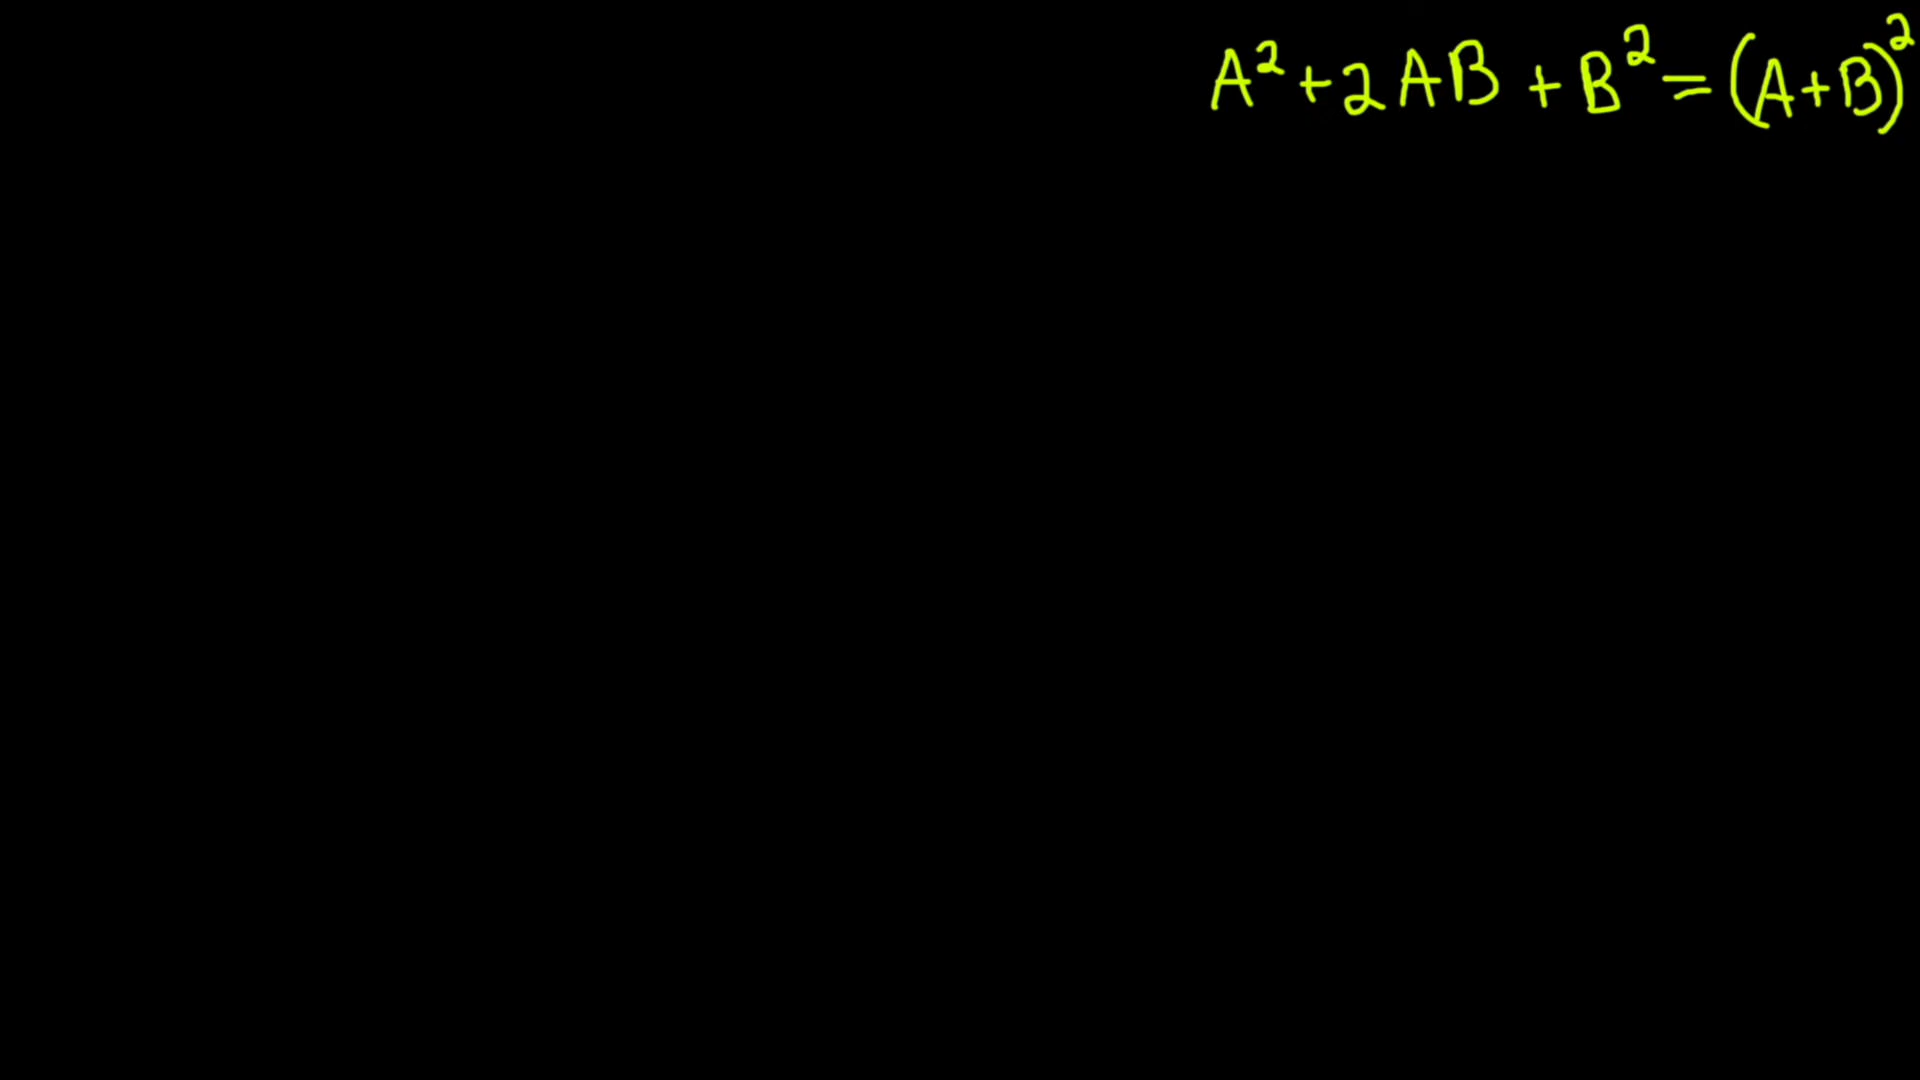 A² + 2AB + B² = (A+B)²